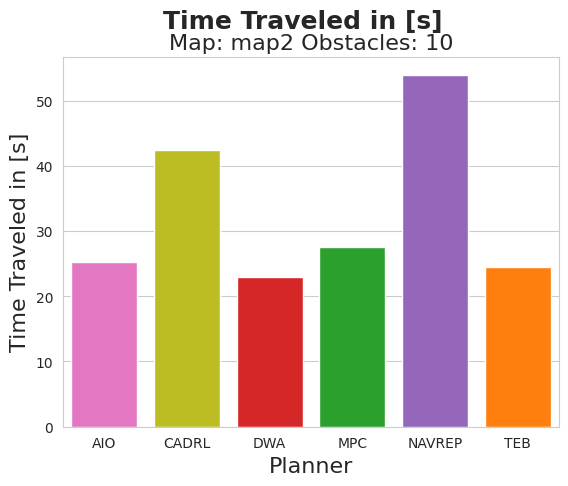 Time Traveled in [s]
Map: map2 Obstacles: 10
Time Traveled in [s]
50
40
30
20
10
0
AIO CADRL DWA MPC NAVREP TEB
Planner